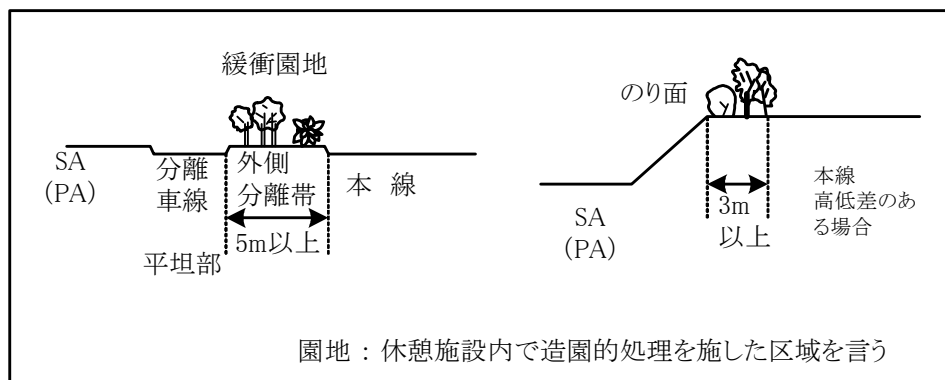 緩衝園地
SA
(PA)
分離
車線
外側
分離帯
本 線
5m以上
平坦部
のり面
SA
(PA)
3m
以上
本線
高低差のあ
る場合
園地 : 休憩施設内で造園的処理を施した区域を言う